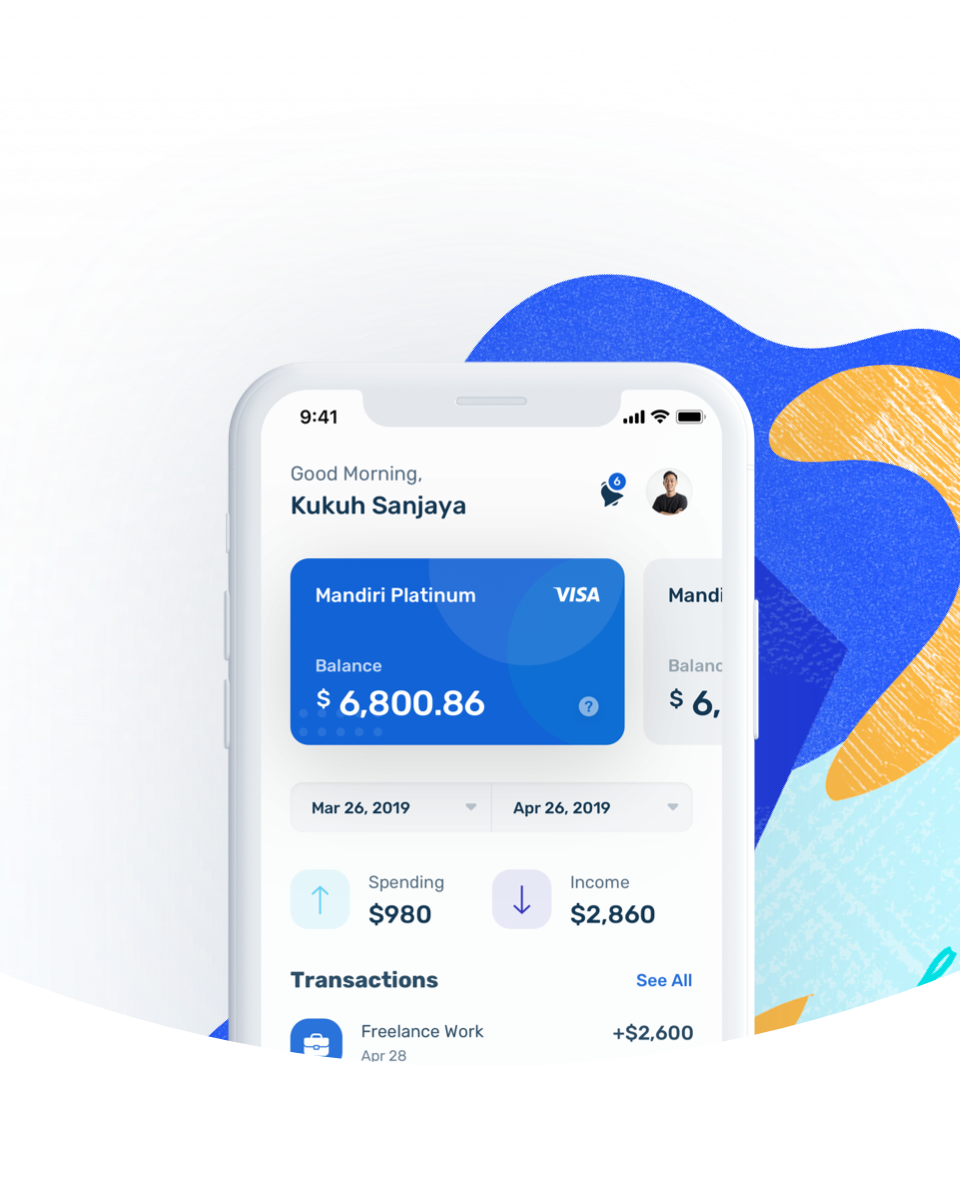 9:41
Good Morning,
Kukuh Sanjaya
6
Mandiri Platinum VISA
Balance
$ 6,800.86
?
Mandi
Balanc
$ 6,
Mar 26, 2019 Apr 26, 2019
Spending
$980
Income
$2,860
Transactions See All
Freelance Work +$2,600
Apr 28